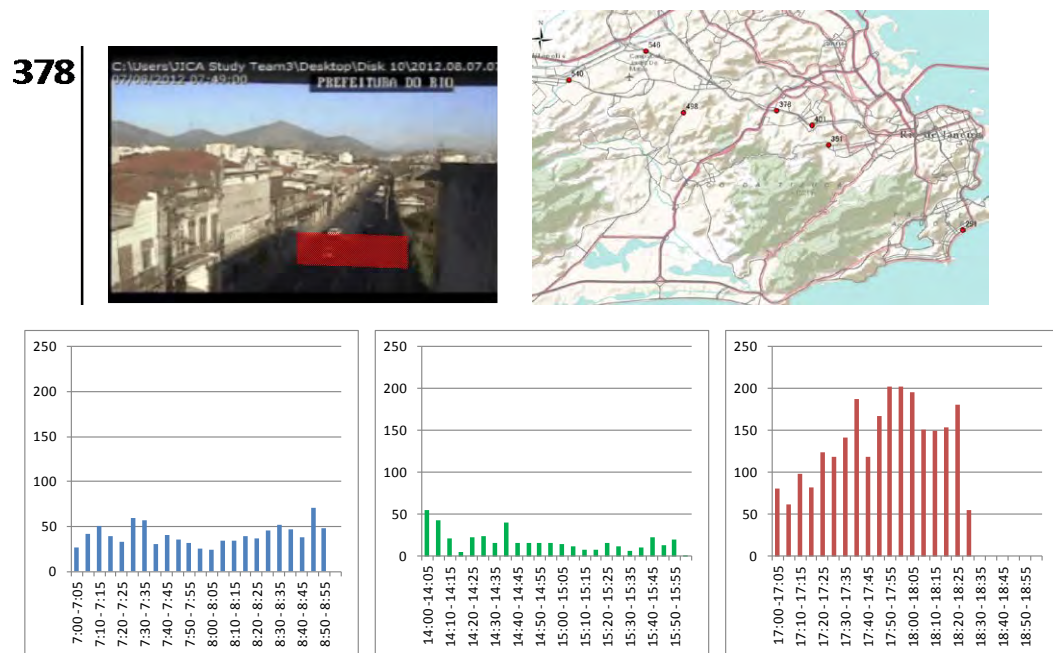 378
C:\Users\JICA Study Team3\Desktop\Disk 10\2012.08.07.07
07/08/2012 07:49:00
PREFEITURA DO RIO
N
548
540
498
378
401
351
Rio de Janeiro
291
250
200
150
100
50
0
7:00 - 7:05
7:10 - 7:15
7:20 - 7:25
7:30 - 7:35
7:40 - 7:45
7:50 - 7:55
8:00 - 8:05
8:10 - 8:15
8:20 - 8:25
8:30 - 8:35
8:40 - 8:45
8:50 - 8:55
250
200
150
100
50
0
14:00 - 14:05
14:10 - 14:15
14:20 - 14:25
14:30 - 14:35
14:40 - 14:45
14:50 - 14:55
15:00 - 15:05
15:10 - 15:15
15:20 - 15:25
15:30 - 15:35
15:40 - 15:45
15:50 - 15:55
250
200
150
100
50
0
17:00 - 17:05
17:10 - 17:15
17:20 - 17:25
17:30 - 17:35
17:40 - 17:45
17:50 - 17:55
18:00 - 18:05
18:10 - 18:15
18:20 - 18:25
18:30 - 18:35
18:40 - 18:45
18:50 - 18:55